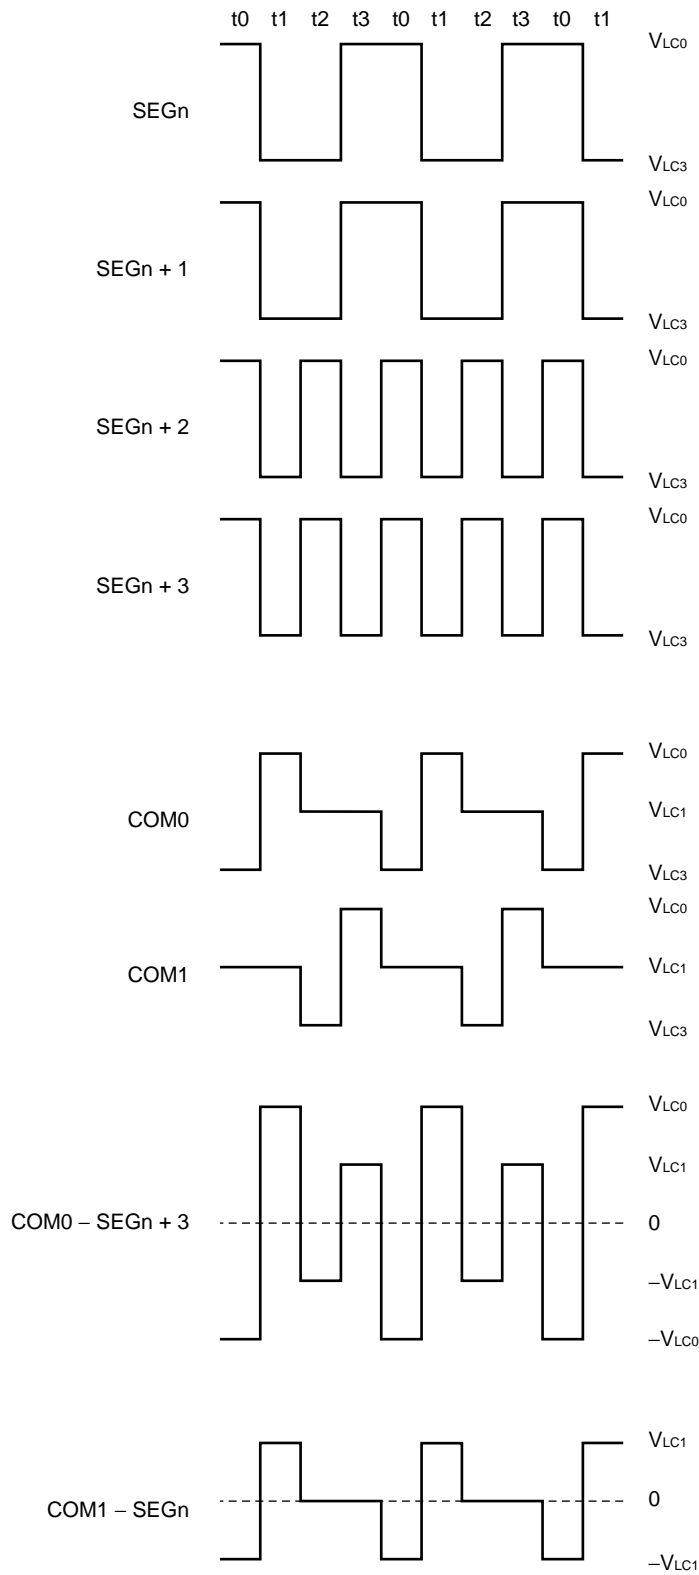 t0 t1 t2 t3 t0 t1 t2 t3 t0 t1
VLC0
SEGn
VLC3
VLC0
SEGn + 1
VLC3
VLC0
SEGn + 2
VLC3
VLC0
SEGn + 3
VLC3
VLC0
COM0
VLC1
VLC3
VLC0
COM1
VLC1
VLC3
VLC0
VLC1
COM0 – SEGn + 3
0
–VLC1
–VLC0
VLC1
COM1 – SEGn
0
–VLC1